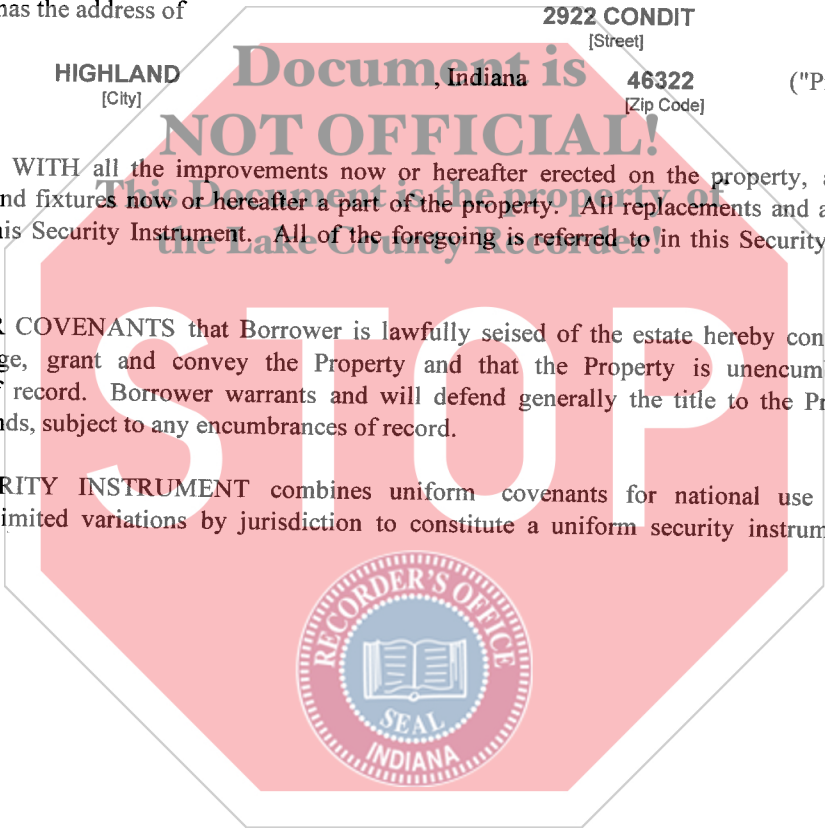 has the address of
2922 CONDIT
[Street]
HIGHLAND , Indiana 46322 ("P
[City] [Zip Code]
Document is
NOT OFFICIAL!
This Document is the property of
the Lake County Recorder!
WITH all the improvements now or hereafter erected on the property, a
nd fixtures now or hereafter a part of the property. All replacements and a
his Security Instrument. All of the foregoing is referred to in this Security
R COVENANTS that Borrower is lawfully seised of the estate hereby con
ge, grant and convey the Property and that the Property is unencum
f record. Borrower warrants and will defend generally the title to the Pr
nds, subject to any encumbrances of record.
RITY INSTRUMENT combines uniform covenants for national use
limited variations by jurisdiction to constitute a uniform security instrum
STOP
RECORDER'S OFFICE
SEAL
INDIANA